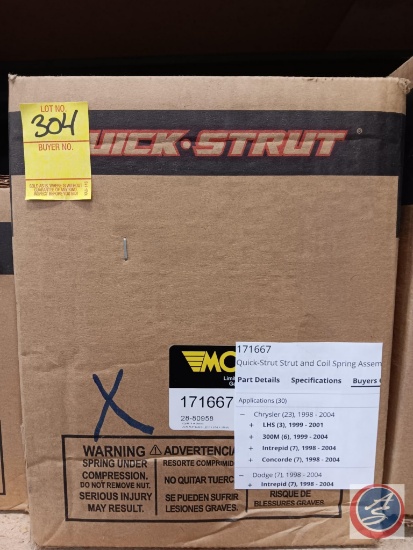 LOT NO.
304
BUYER NO.
UICK-STRUT
MO
171667
28-80958
171667
Quick-Strut Strut and Coil Spring Assem
Part Details Specifications Buyers
Applications (30)
– Chrysler (23), 1998 - 2004
+ LHS (3), 1999 - 2001
+ 300M (6), 1999 - 2004
+ Intrepid (7), 1998 - 2004
+ Concorde (7), 1998 - 2004
– Dodge (7), 1998 - 2004
+ Intrepid (7), 1998 - 2004
X
WARNING ADVERTENCI
SPRING UNDER COMPRESSION.
DO NOT REMOVE NUT.
SERIOUS INJURY MAY RESULT.
RESORTE COMPRIMID
NO QUITAR TUERC
SE PUEDEN SUFRIR LESIONES GRAVES.
RISQUE DE BLESSURES GRAVES